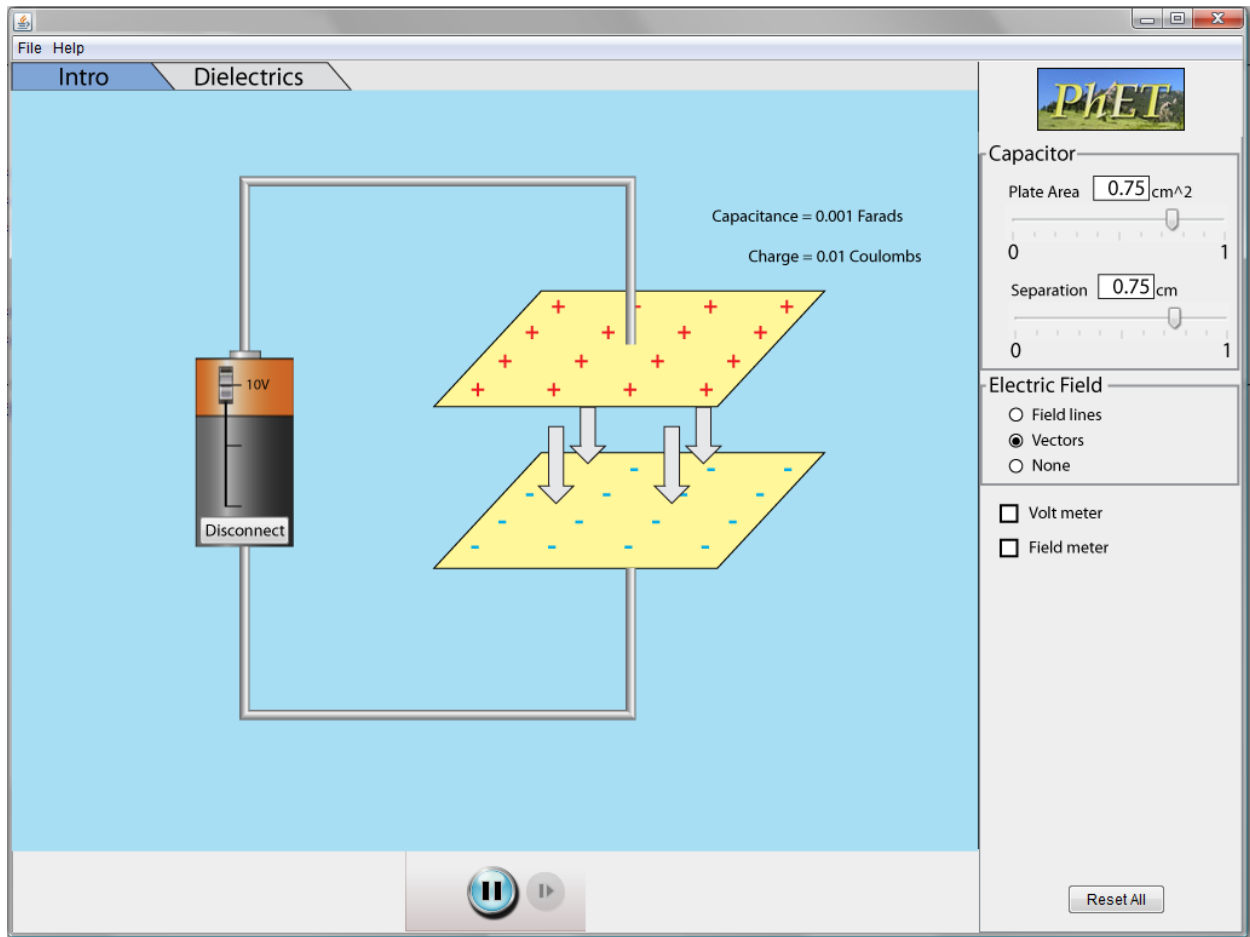 File Help
Intro Dielectrics
PhET
Capacitor
Plate Area 0.75 cm^2
0 1
Separation 0.75 cm
0 1
Electric Field
Field lines
Vectors
None
Volt meter
Field meter
Reset All
Capacitance = 0.001 Farads
Charge = 0.01 Coulombs
10V
Disconnect